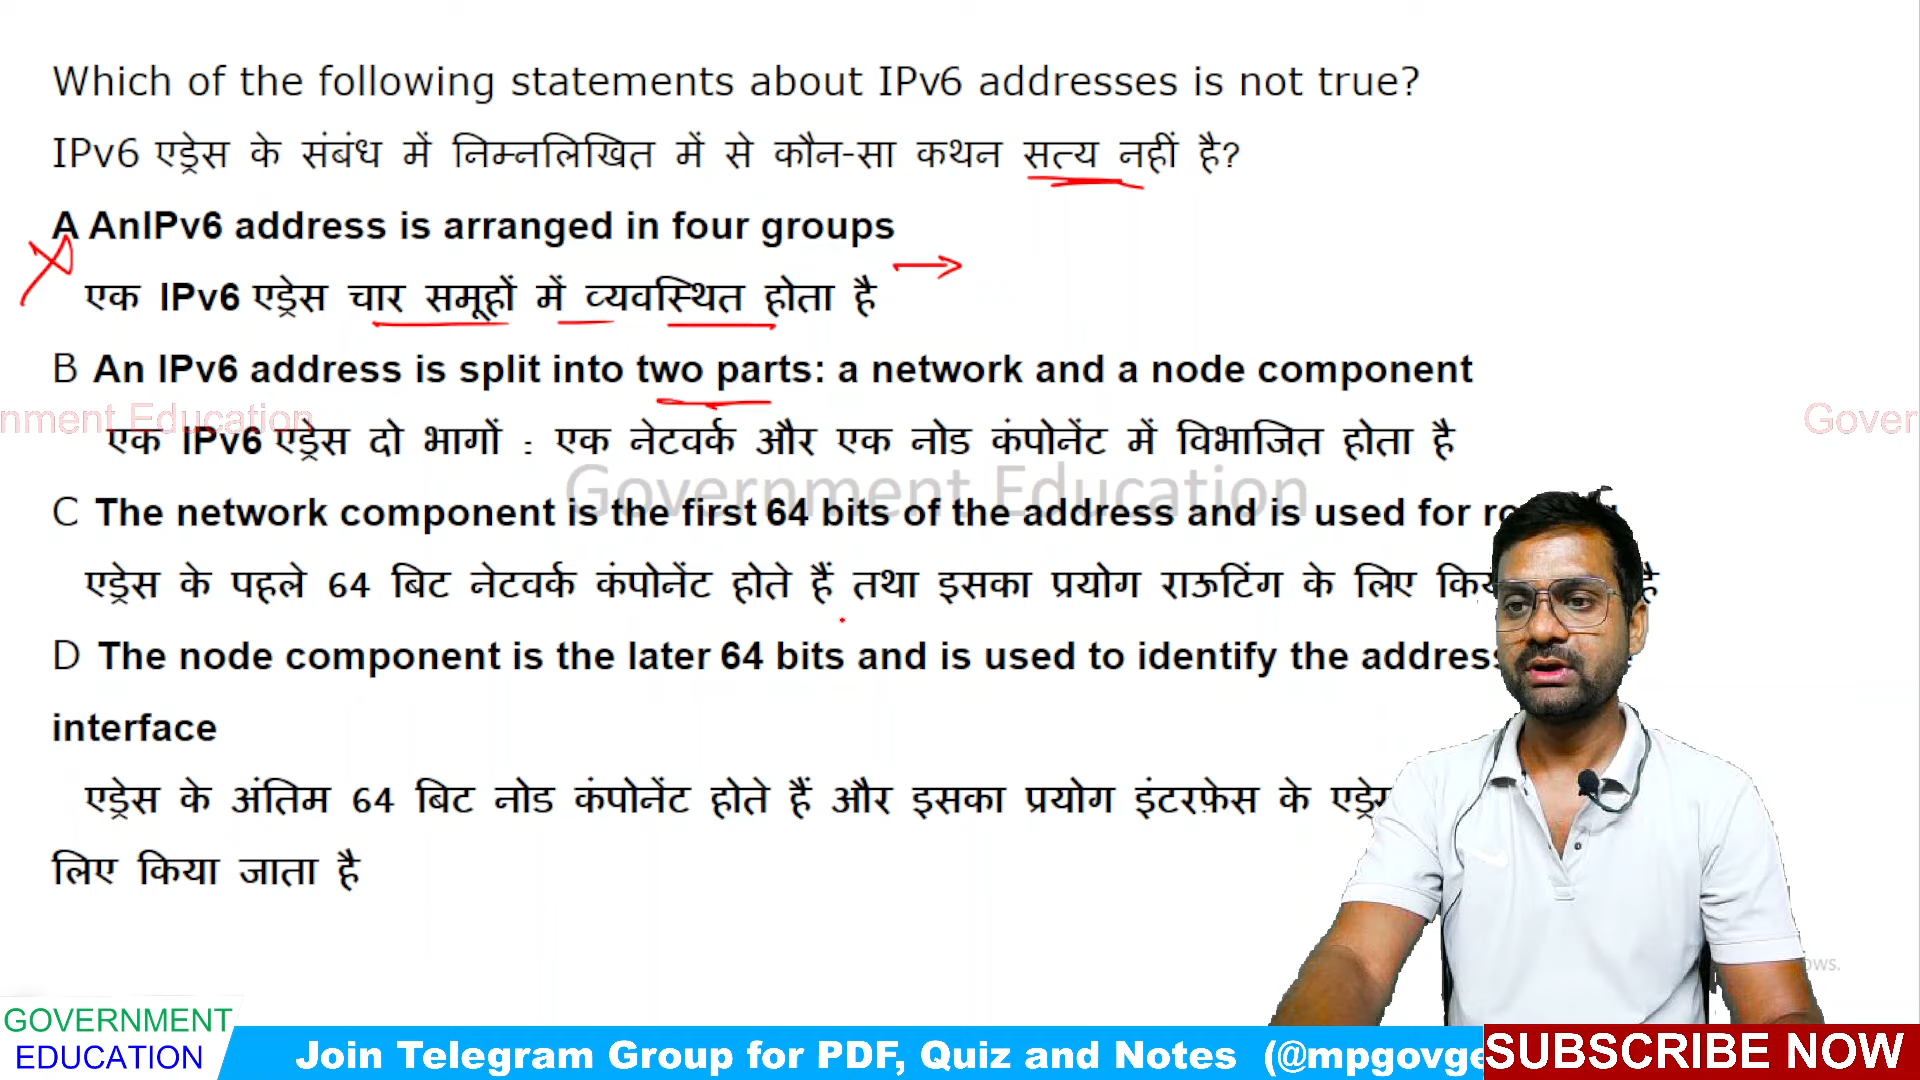 Which of the following statements about IPv6 addresses is not true?
IPv6 एड्रेस के संबंध में निम्नलिखित में से कौन-सा कथन सत्य नहीं है?
A AnIPv6 address is arranged in four groups
एक IPv6 एड्रेस चार समूहों में व्यवस्थित होता है
B An IPv6 address is split into two parts: a network and a node component
nment Education
Gover
एक IPv6 एड्रेस दो भागों : एक नेटवर्क और एक नोड कंपोनेंट में विभाजित होता है
Government Education
C The network component is the first 64 bits of the address and is used for
एड्रेस के पहले 64 बिट नेटवर्क कंपोनेंट होते हैं तथा इसका प्रयोग राऊटिंग के लिए है
D The node component is the later 64 bits and is used to identify the
interface
एड्रेस के अंतिम 64 बिट नोड कंपोनेंट होते हैं और इसका प्रयोग इंटरफ़ेस के
लिए किया जाता है
ows.
GOVERNMENT
EDUCATION
Join Telegram Group for PDF, Quiz and Notes (@mpgovge
SUBSCRIBE NOW